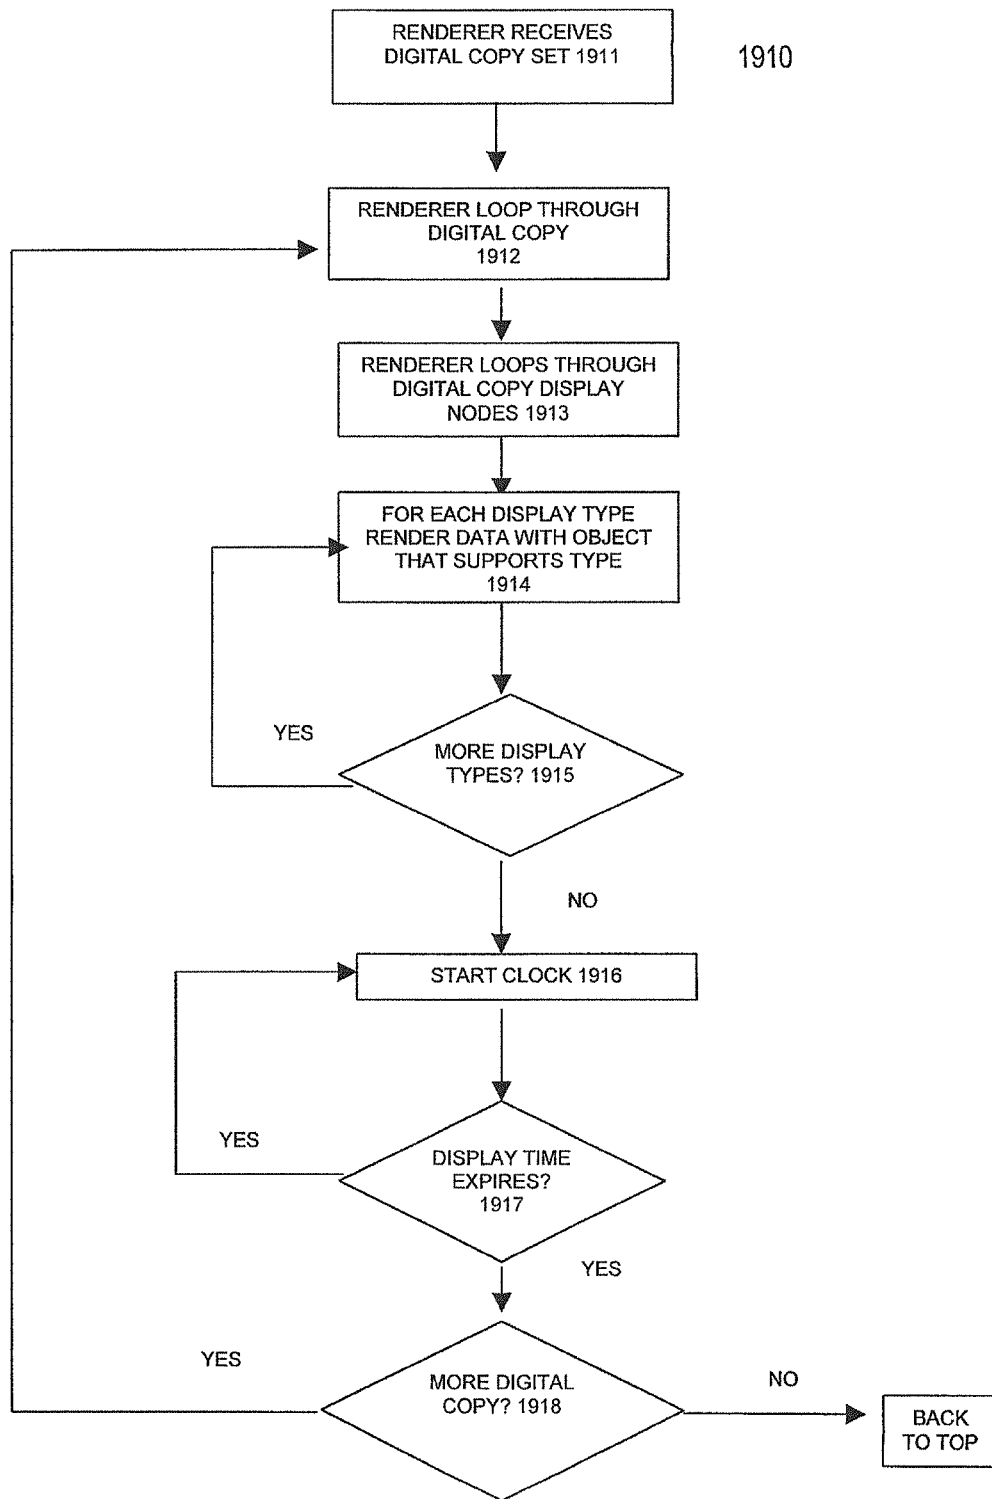 RENDERER RECEIVES
DIGITAL COPY SET 1911
1910
RENDERER LOOP THROUGH
DIGITAL COPY
1912
RENDERER LOOPS THROUGH
DIGITAL COPY DISPLAY
NODES 1913
FOR EACH DISPLAY TYPE
RENDER DATA WITH OBJECT
THAT SUPPORTS TYPE
1914
YES
MORE DISPLAY
TYPES? 1915
NO
START CLOCK 1916
YES
DISPLAY TIME
EXPIRES?
1917
YES
YES
MORE DIGITAL
COPY? 1918
NO
BACK
TO TOP